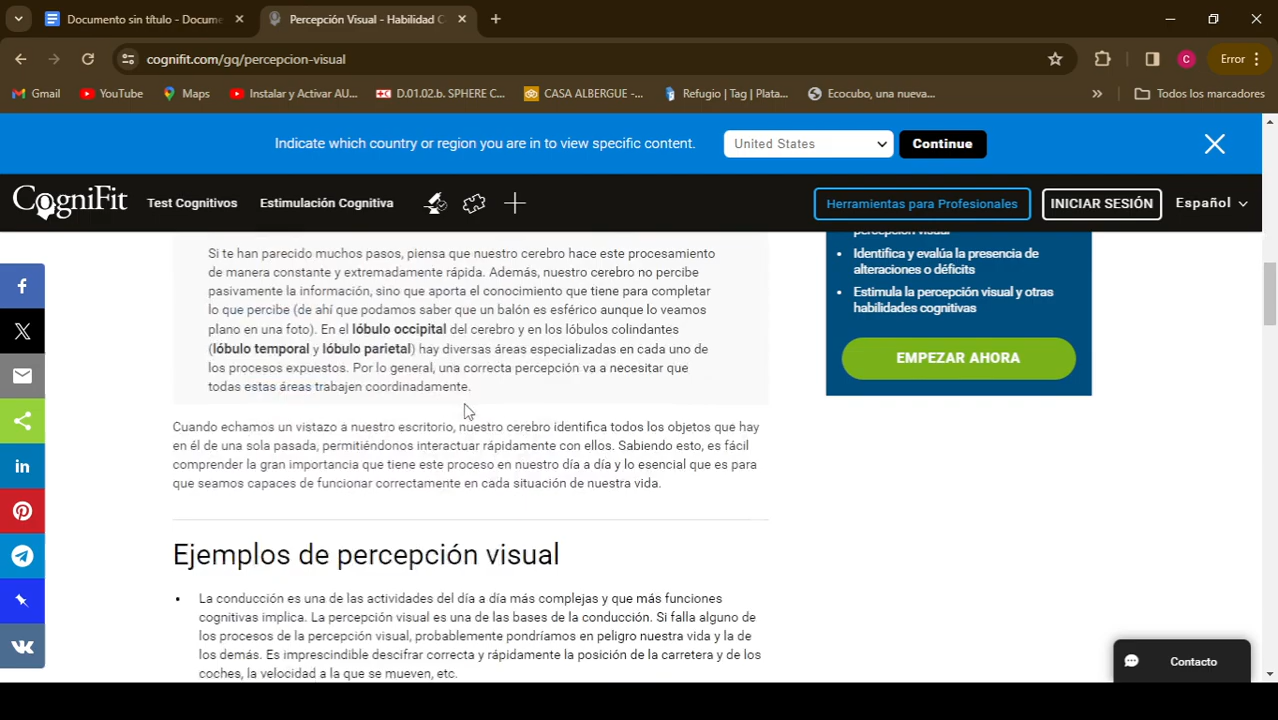 Documento sin título - Docume
Percepción Visual - Habilidad C
cognifit.com/gq/percepcion-visual
Error
Gmail
YouTube
Maps
Instalar y Activar AU...
D.01.02.b. SPHERE C...
CASA ALBERGUE -...
Refugio | Tag | Plata...
Ecocubo, una nueva...
Todos los marcadores
Indicate which country or region you are in to view specific content.
United States
Continue
CogniFit
Test Cognitivos
Estimulación Cognitiva
Herramientas para Profesionales
INICIAR SESIÓN
Español
Si te han parecido muchos pasos, piensa que nuestro cerebro hace este procesamiento
de manera constante y extremadamente rápida. Además, nuestro cerebro no percibe
pasivamente la información, sino que aporta el conocimiento que tiene para completar
lo que percibe (de ahí que podamos saber que un balón es esférico aunque lo veamos
plano en una foto). En el lóbulo occipital del cerebro y en los lóbulos colindantes
(lóbulo temporal y lóbulo parietal) hay diversas áreas especializadas en cada uno de
los procesos expuestos. Por lo general, una correcta percepción va a necesitar que
todas estas áreas trabajen coordinadamente.
Cuando echamos un vistazo a nuestro escritorio, nuestro cerebro identifica todos los objetos que hay
en él de una sola pasada, permitiéndonos interactuar rápidamente con ellos. Sabiendo esto, es fácil
comprender la gran importancia que tiene este proceso en nuestro día a día y lo esencial que es para
que seamos capaces de funcionar correctamente en cada situación de nuestra vida.
Ejemplos de percepción visual
La conducción es una de las actividades del día a día más complejas y que más funciones
cognitivas implica. La percepción visual es una de las bases de la conducción. Si falla alguno de
los procesos de la percepción visual, probablemente pondríamos en peligro nuestra vida y la de
los demás. Es imprescindible descifrar correcta y rápidamente la posición de la carretera y de los
coches, la velocidad a la que se mueven, etc.
percepción visual
Identifica y evalúa la presencia de
alteraciones o déficits
Estimula la percepción visual y otras
habilidades cognitivas
EMPEZAR AHORA
Contacto